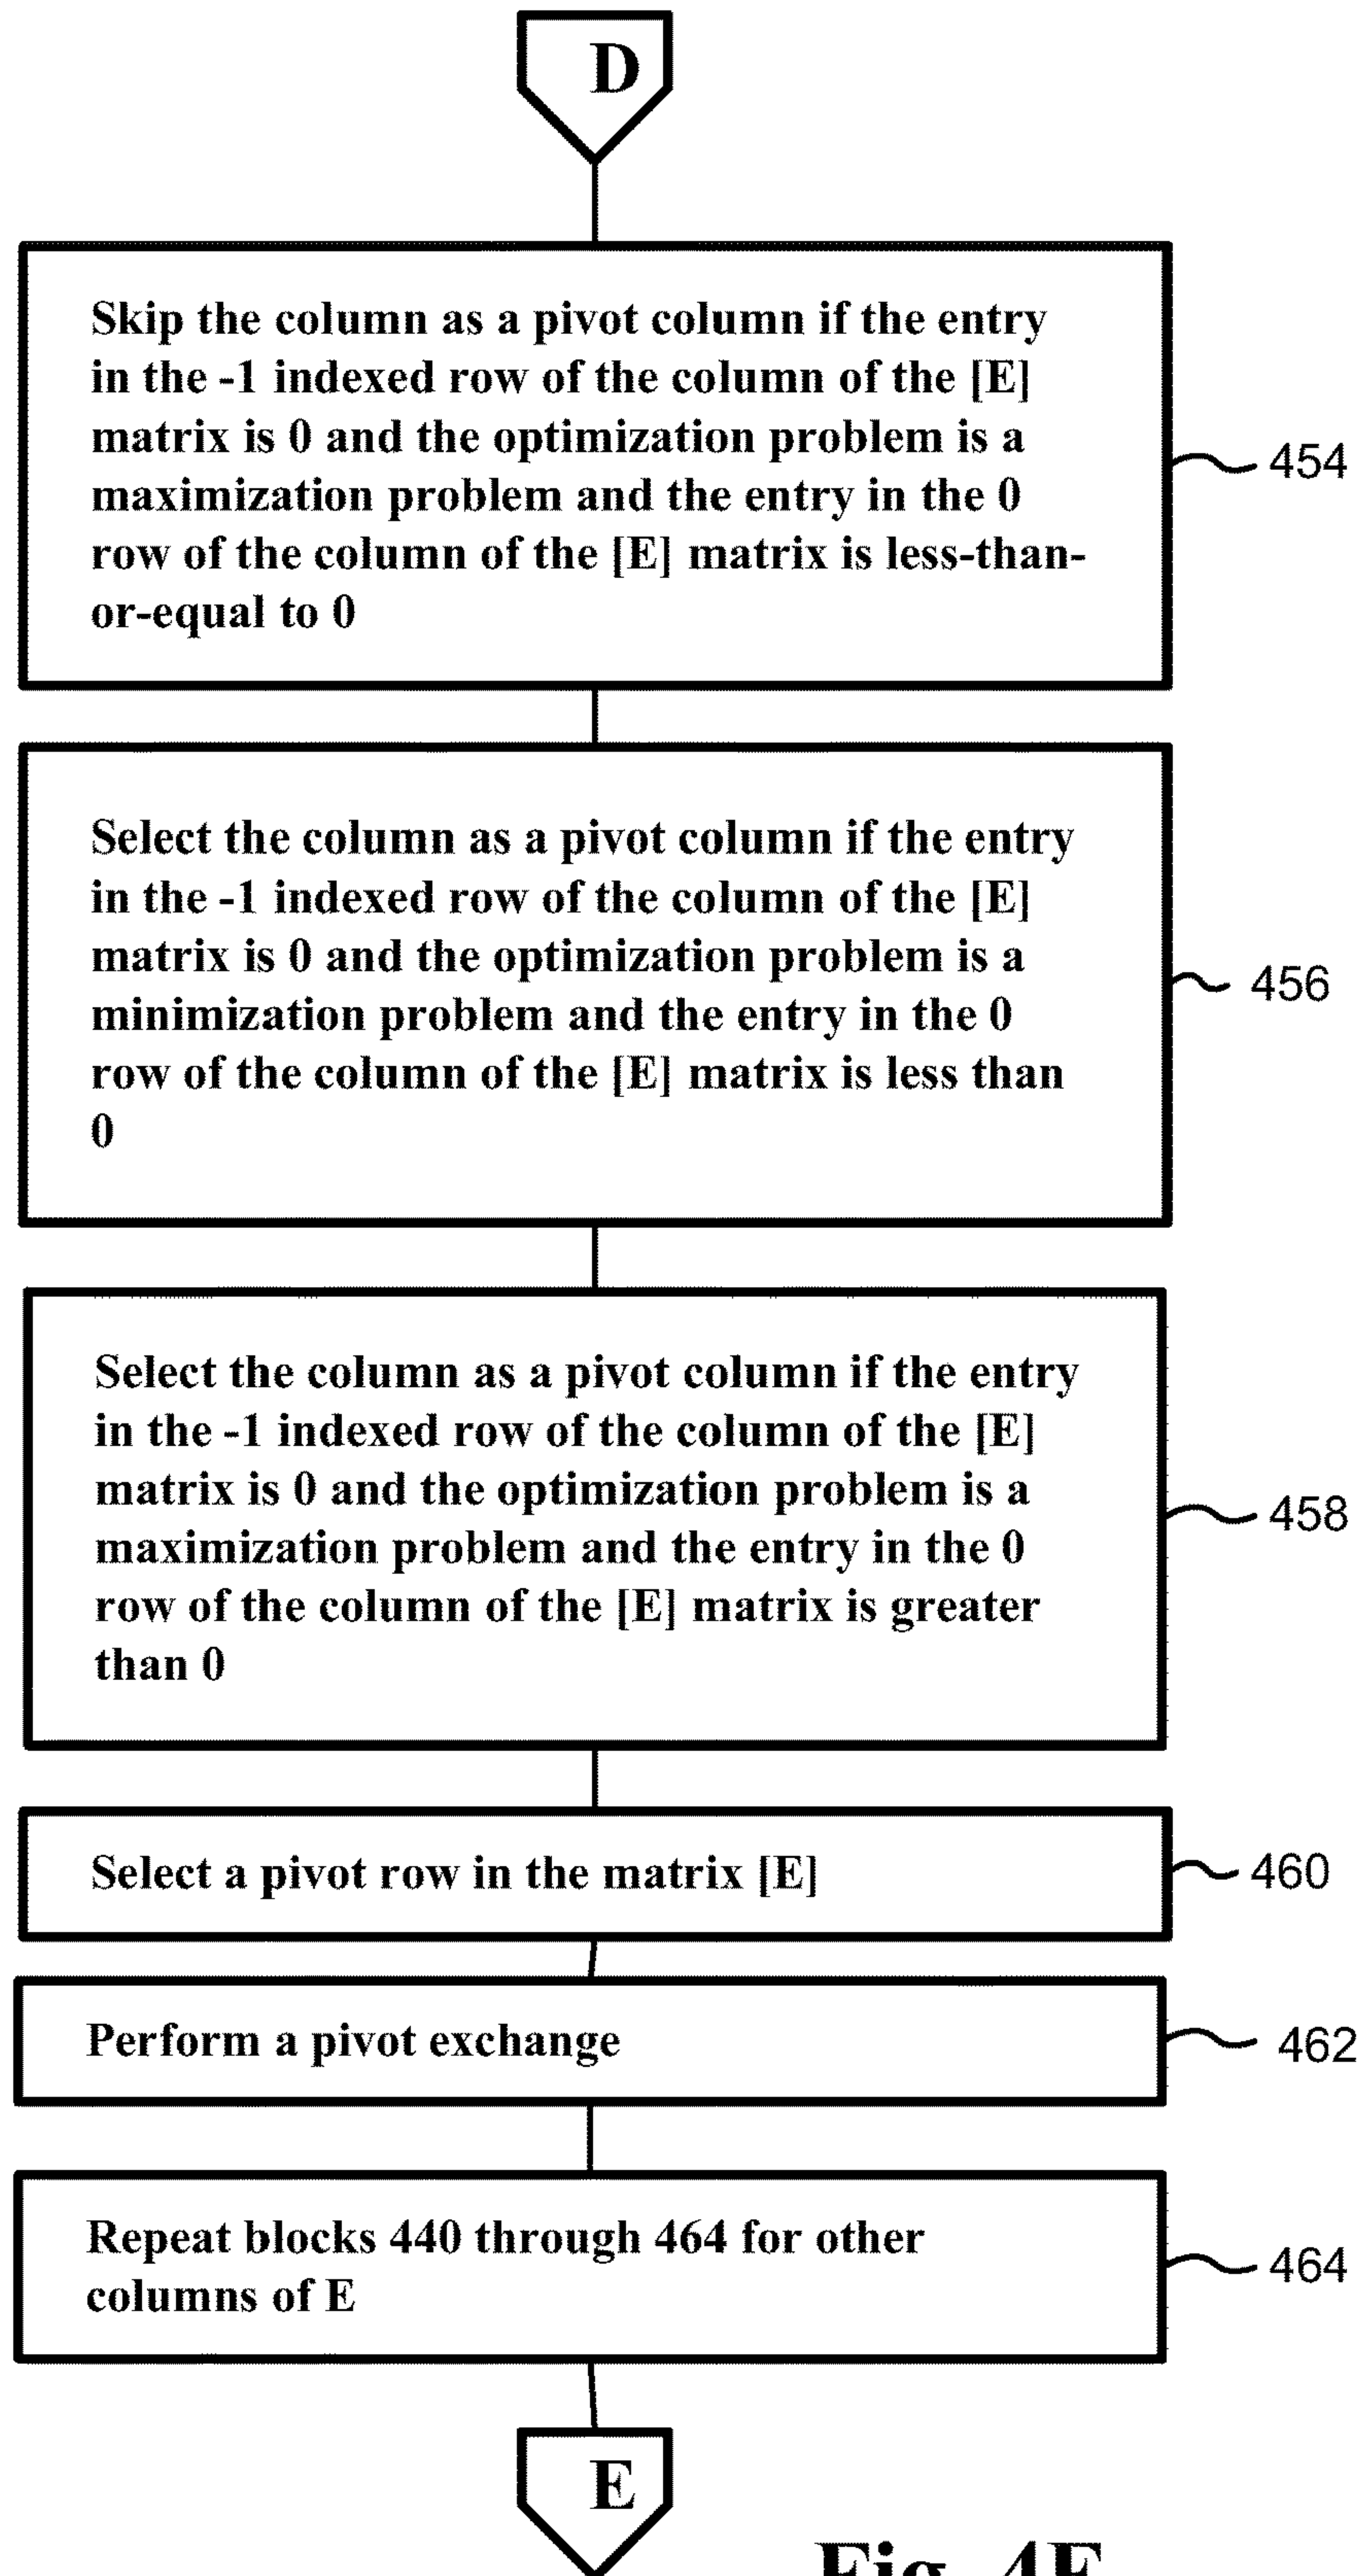 D
Skip the column as a pivot column if the entry
in the -1 indexed row of the column of the [E]
matrix is 0 and the optimization problem is a
maximization problem and the entry in the 0
row of the column of the [E] matrix is less-than-
or-equal to 0
454
Select the column as a pivot column if the entry
in the -1 indexed row of the column of the [E]
matrix is 0 and the optimization problem is a
minimization problem and the entry in the 0
row of the column of the [E] matrix is less than
0
456
Select the column as a pivot column if the entry
in the -1 indexed row of the column of the [E]
matrix is 0 and the optimization problem is a
maximization problem and the entry in the 0
row of the column of the [E] matrix is greater
than 0
458
Select a pivot row in the matrix [E]
460
Perform a pivot exchange
462
Repeat blocks 440 through 464 for other
columns of E
464
E
Fig.